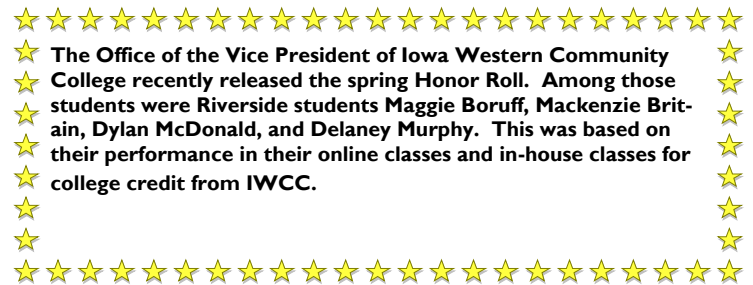 The Office of the Vice President of Iowa Western Community
College recently released the spring Honor Roll.  Among those
students were Riverside students Maggie Boruff, Mackenzie Brit-
ain, Dylan McDonald, and Delaney Murphy.  This was based on
their performance in their online classes and in-house classes for
college credit from IWCC.